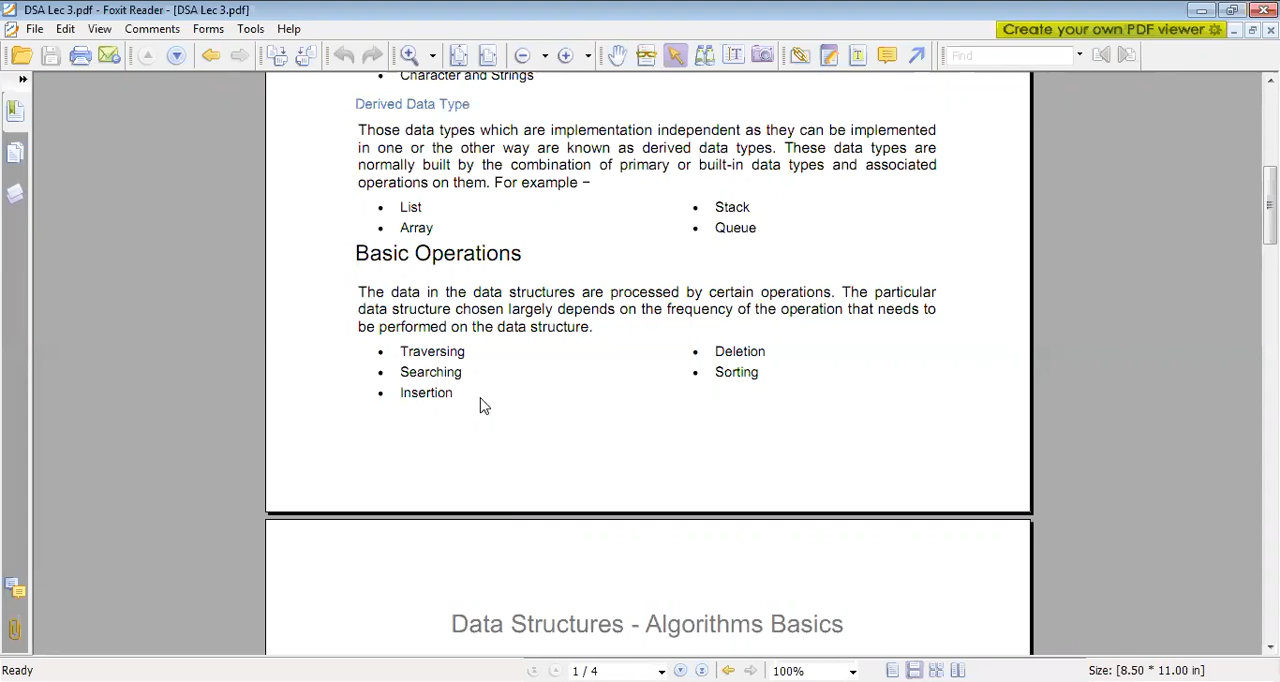 DSA Lec 3.pdf - Foxit Reader - [DSA Lec 3.pdf]
File Edit View Comments Forms Tools Help
Create your own PDF viewer
Find
Character and Strings
Derived Data Type
Those data types which are implementation independent as they can be implemented
in one or the other way are known as derived data types. These data types are
normally built by the combination of primary or built-in data types and associated
operations on them. For example −
• List
• Array
• Stack
• Queue
Basic Operations
The data in the data structures are processed by certain operations. The particular
data structure chosen largely depends on the frequency of the operation that needs to
be performed on the data structure.
• Traversing
• Searching
• Insertion
• Deletion
• Sorting
Data Structures - Algorithms Basics
Ready
1 / 4
100%
Size: [8.50 * 11.00 in]